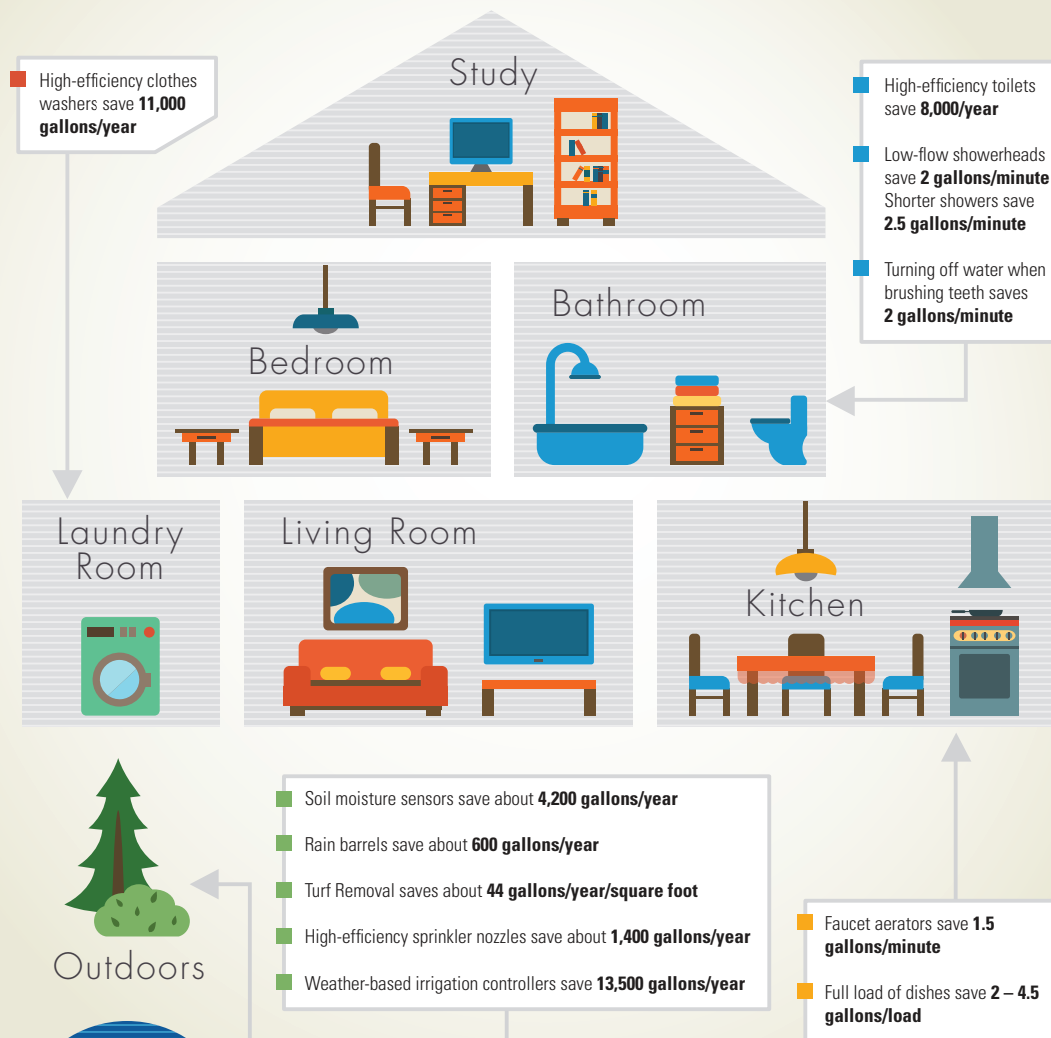 Study
High-efficiency clothes
washers save 11,000
gallons/year
High-efficiency toilets
save 8,000/year
Low-flow showerheads
save 2 gallons/minute
Shorter showers save
2.5 gallons/minute
Turning off water when
brushing teeth saves
2 gallons/minute
Bedroom
Bathroom
Laundry
Room
Living Room
Kitchen
Outdoors
Soil moisture sensors save about 4,200 gallons/year
Rain barrels save about 600 gallons/year
Turf Removal saves about 44 gallons/year/square foot
High-efficiency sprinkler nozzles save about 1,400 gallons/year
Weather-based irrigation controllers save 13,500 gallons/year
Faucet aerators save 1.5
gallons/minute
Full load of dishes save 2 – 4.5
gallons/load